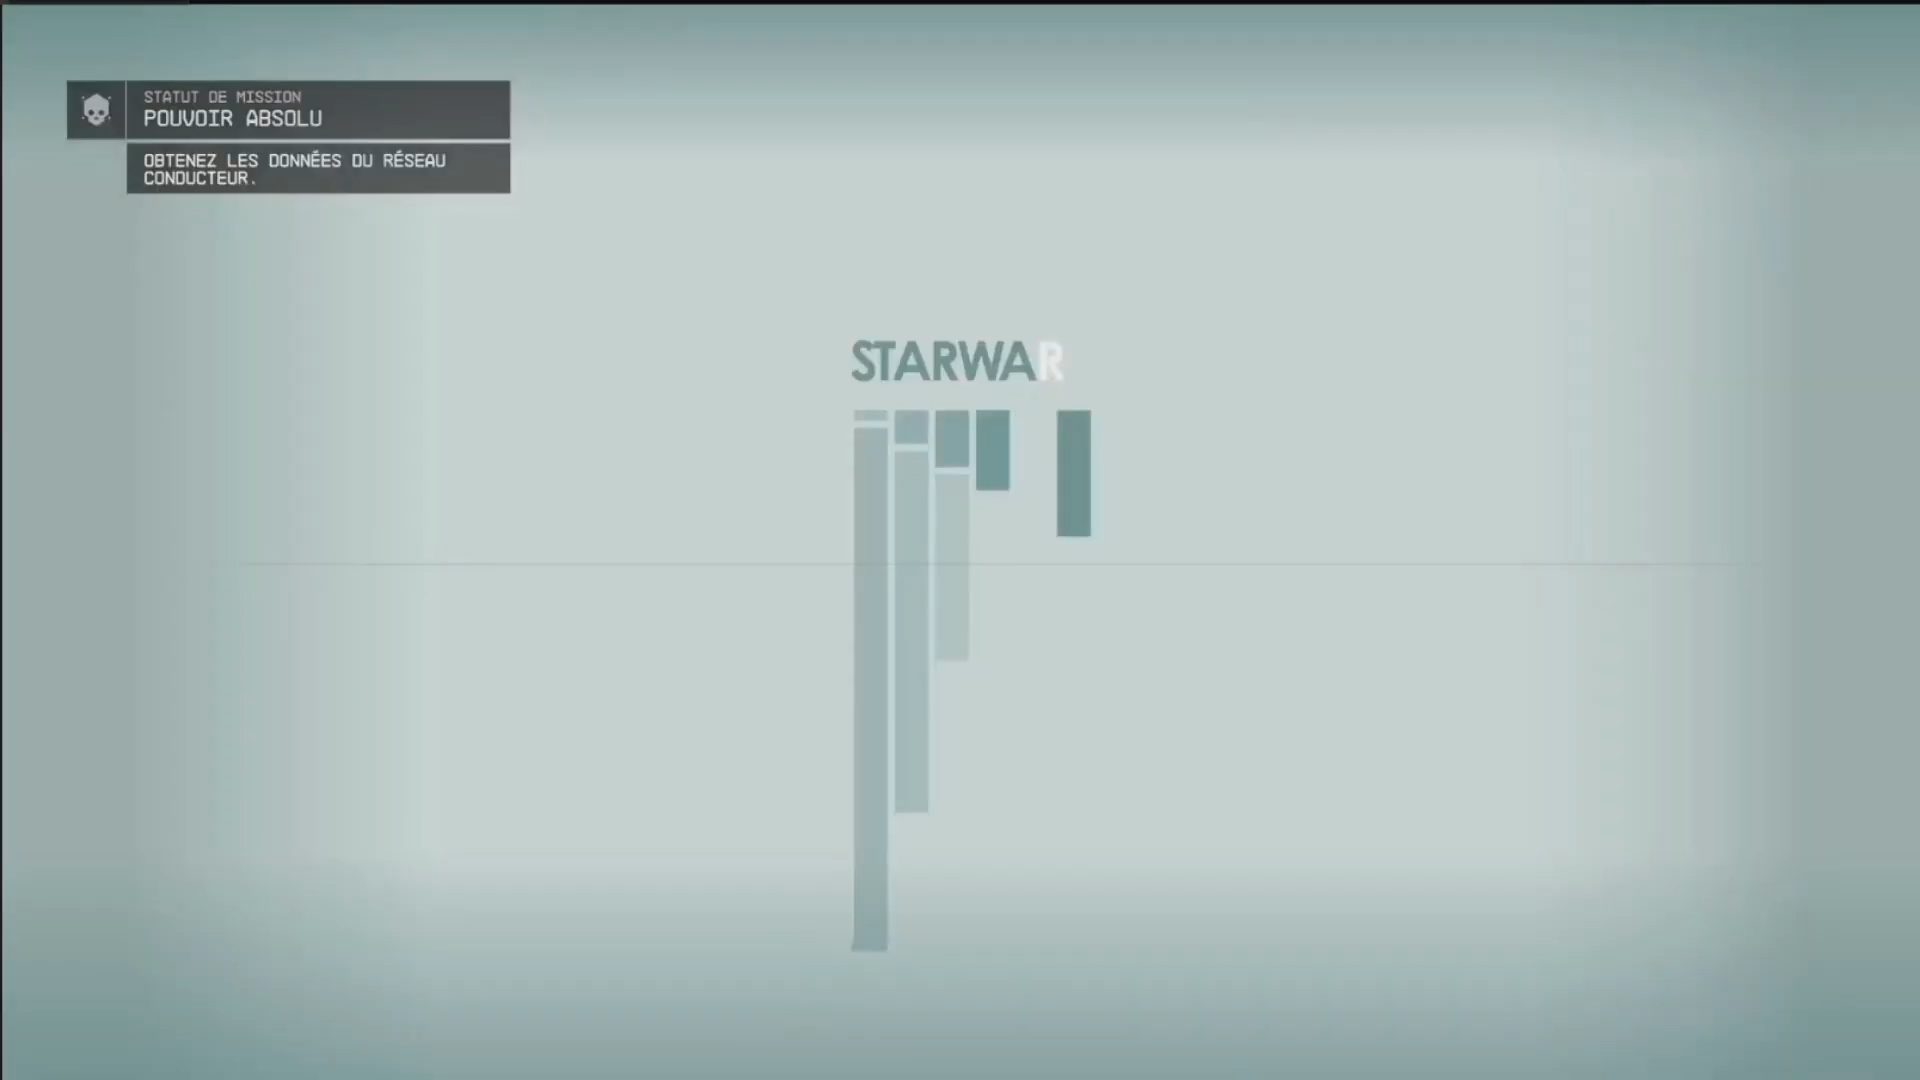 STATUT DE MISSION
POUVOIR ABSOLU
OBTENEZ LES DONNÉES DU RÉSEAU
CONDUCTEUR.
STARWAR